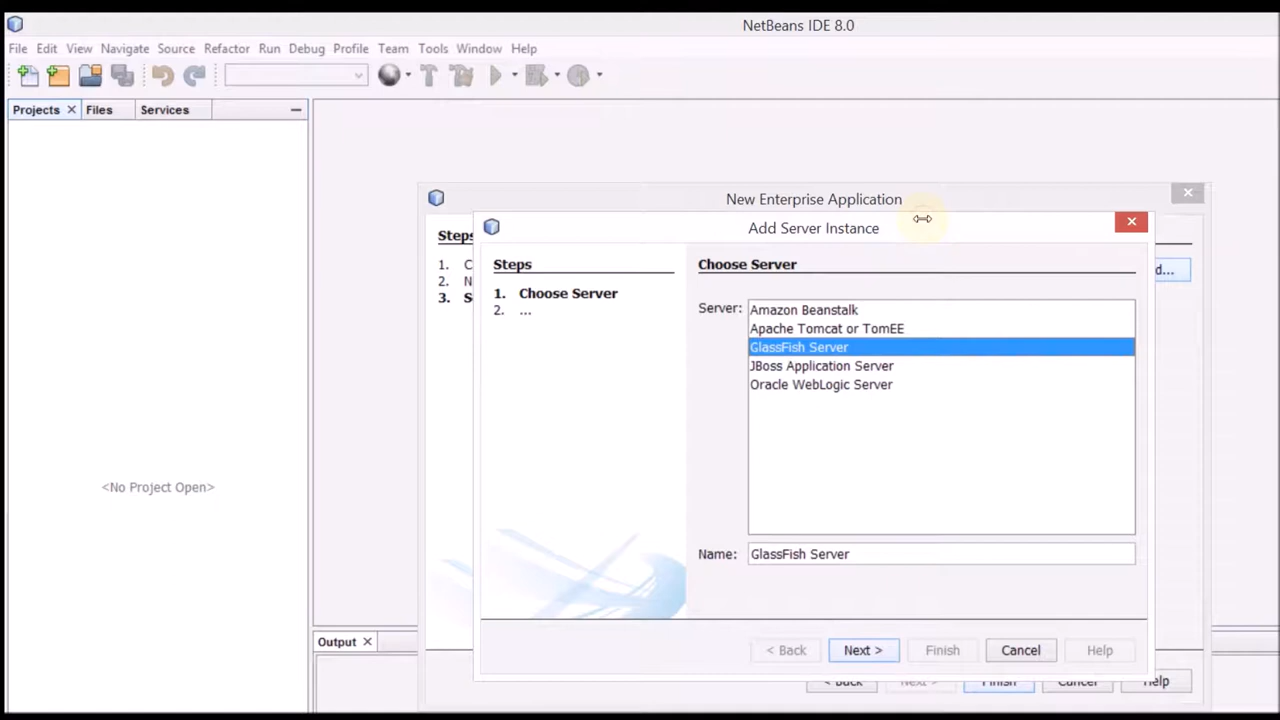 NetBeans IDE 8.0
File Edit View Navigate Source Refactor Run Debug Profile Team Tools Window Help
Projects Files Services
New Enterprise Application
Add Server Instance
Steps
1.
2.
3.
d...
Steps
1. Choose Server
2. ...
Choose Server
Server:
Amazon Beanstalk
Apache Tomcat or TomEE
GlassFish Server
JBoss Application Server
Oracle WebLogic Server
<No Project Open>
Name: GlassFish Server
Output
< Back Next > Finish Cancel Help
< Back Next > Finish Cancel Help